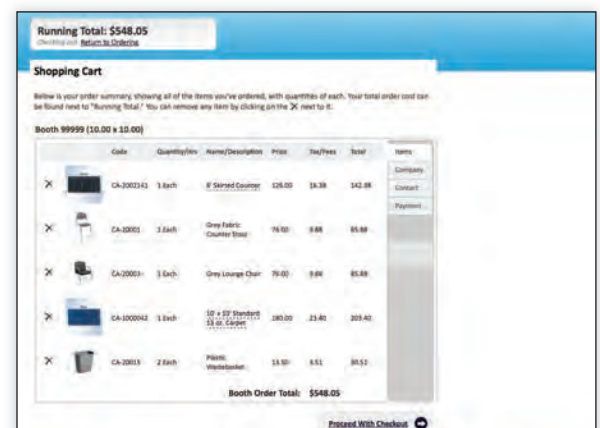 Running Total: $548.05
Checking out Return to Ordering
Shopping Cart
Below is your order summary, showing all of the items you've ordered, with quantities of each. Your total order cost can
be found next to "Running Total." You can remove any item by clicking on the X next to it.
Booth 99999 (10.00 x 10.00)
Code Quantity/Hrs Name/Description Price Tax/Fees Total Items
Company
Contact
Payment
X CA-2002141 1 Each 8' Skirted Counter 126.00 16.38 142.38
X CA-20001 1 Each Grey Fabric
Counter Stool 76.00 9.88 85.88
X CA-20003 1 Each Grey Lounge Chair 76.00 9.88 85.88
X CA-1000042 1 Each 10' x 10' Standard
13 oz. Carpet 180.00 23.40 203.40
X CA-20015 2 Each Plastic
Wastebasket 13.50 3.51 30.51
Booth Order Total: $548.05
Proceed With Checkout